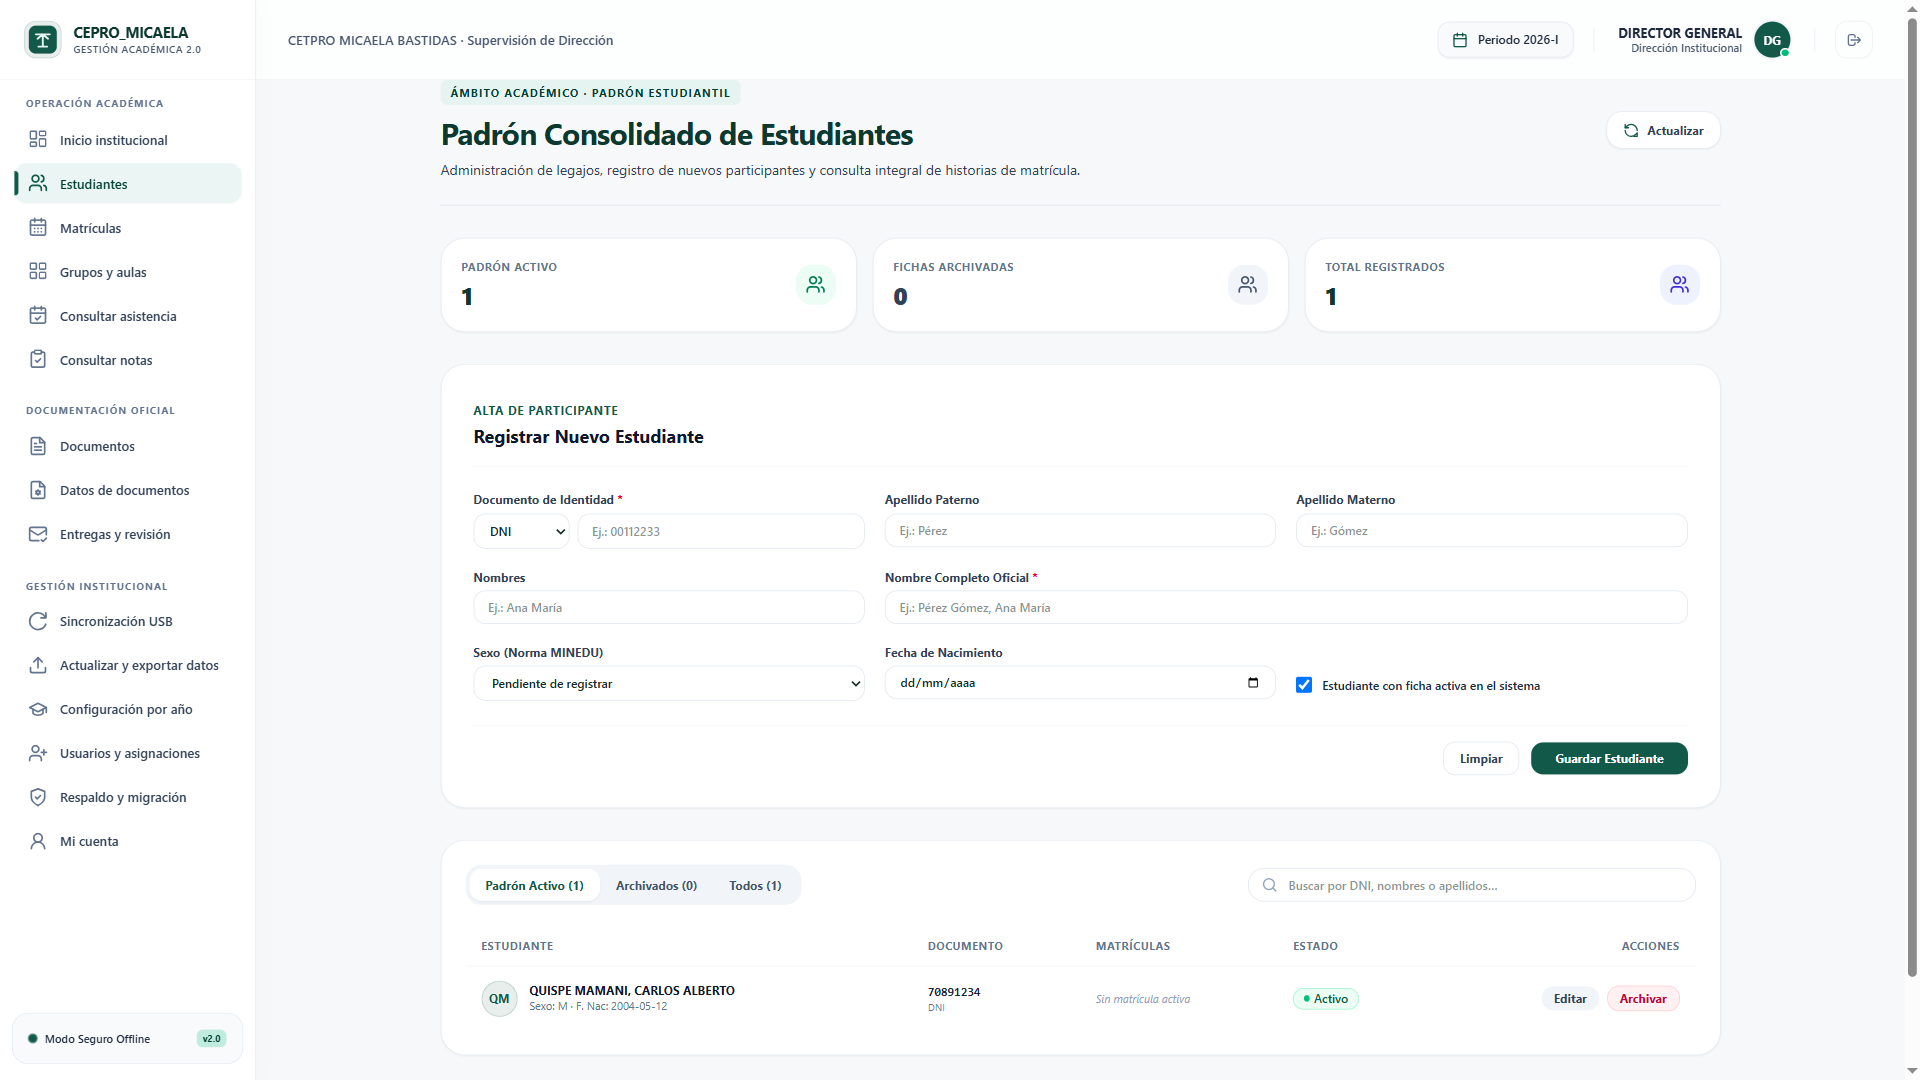 CEPRO_MICAELA
GESTIÓN ACADÉMICA 2.0
OPERACIÓN ACADÉMICA
Inicio institucional
Estudiantes
Matrículas
Grupos y aulas
Consultar asistencia
Consultar notas
DOCUMENTACIÓN OFICIAL
Documentos
Datos de documentos
Entregas y revisión
GESTIÓN INSTITUCIONAL
Sincronización USB
Actualizar y exportar datos
Configuración por año
Usuarios y asignaciones
Respaldo y migración
Mi cuenta
Modo Seguro Offline v2.0
CETPRO MICAELA BASTIDAS · Supervisión de Dirección
Periodo 2026-I
DIRECTOR GENERAL
Dirección Institucional
DG
ÁMBITO ACADÉMICO · PADRÓN ESTUDIANTIL
Padrón Consolidado de Estudiantes
Administración de legajos, registro de nuevos participantes y consulta integral de historias de matrícula.
Actualizar
PADRÓN ACTIVO
1
FICHAS ARCHIVADAS
0
TOTAL REGISTRADOS
1
ALTA DE PARTICIPANTE
Registrar Nuevo Estudiante
Documento de Identidad *
DNI
Ej.: 00112233
Apellido Paterno
Ej.: Pérez
Apellido Materno
Ej.: Gómez
Nombres
Ej.: Ana María
Nombre Completo Oficial *
Ej.: Pérez Gómez, Ana María
Sexo (Norma MINEDU)
Pendiente de registrar
Fecha de Nacimiento
dd/mm/aaaa
Estudiante con ficha activa en el sistema
Limpiar
Guardar Estudiante
Padrón Activo (1) Archivados (0) Todos (1)
Buscar por DNI, nombres o apellidos...
ESTUDIANTE DOCUMENTO MATRÍCULAS ESTADO ACCIONES
QM
QUISPE MAMANI, CARLOS ALBERTO
Sexo: M · F. Nac: 2004-05-12
70891234
DNI
Sin matrícula activa
Activo
Editar
Archivar